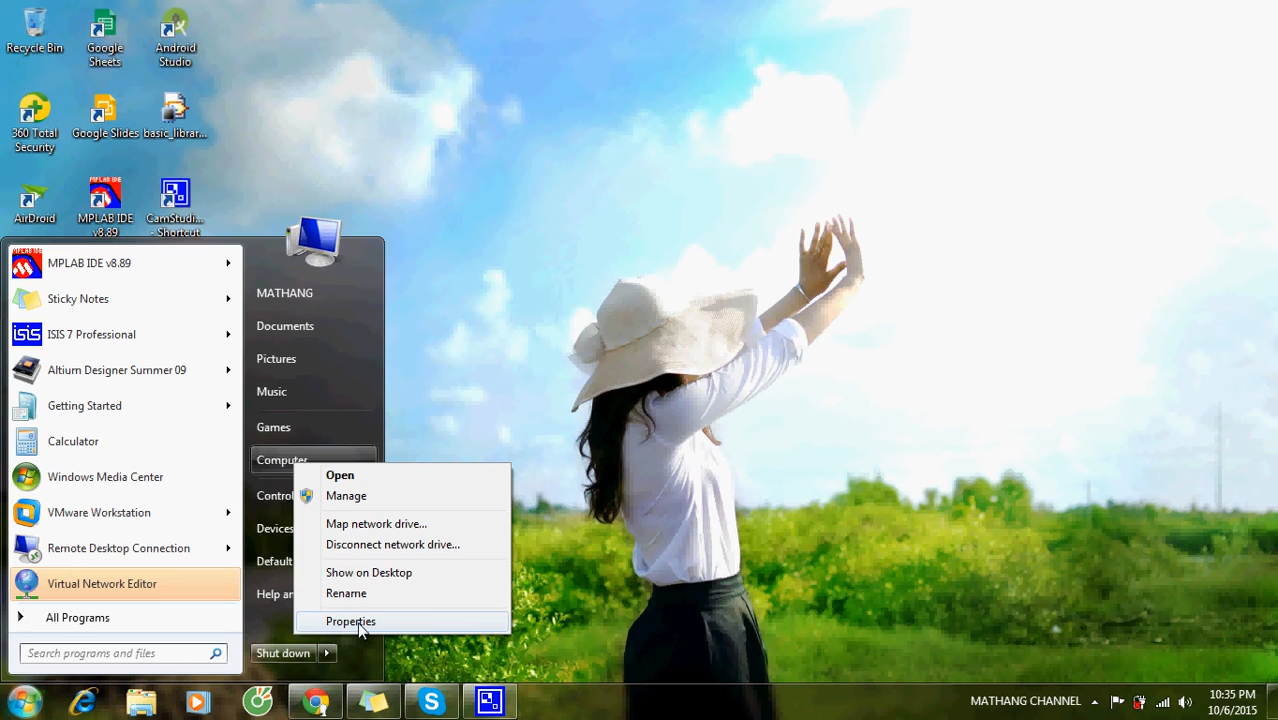 Recycle Bin
Google Sheets
Android Studio
360 Total Security
Google Slides
basic_librar...
AirDroid
MPLAB IDE v8.89
CamStudi... - Shortcut
MPLAB IDE v8.89
Sticky Notes
ISIS 7 Professional
Altium Designer Summer 09
Getting Started
Calculator
Windows Media Center
VMware Workstation
Remote Desktop Connection
Virtual Network Editor
All Programs
Search programs and files
MATHANG
Documents
Pictures
Music
Games
Computer
Control
Devices
Default
Help an
Shut down
Open
Manage
Map network drive...
Disconnect network drive...
Show on Desktop
Rename
Properties
MATHANG CHANNEL
10:35 PM
10/6/2015